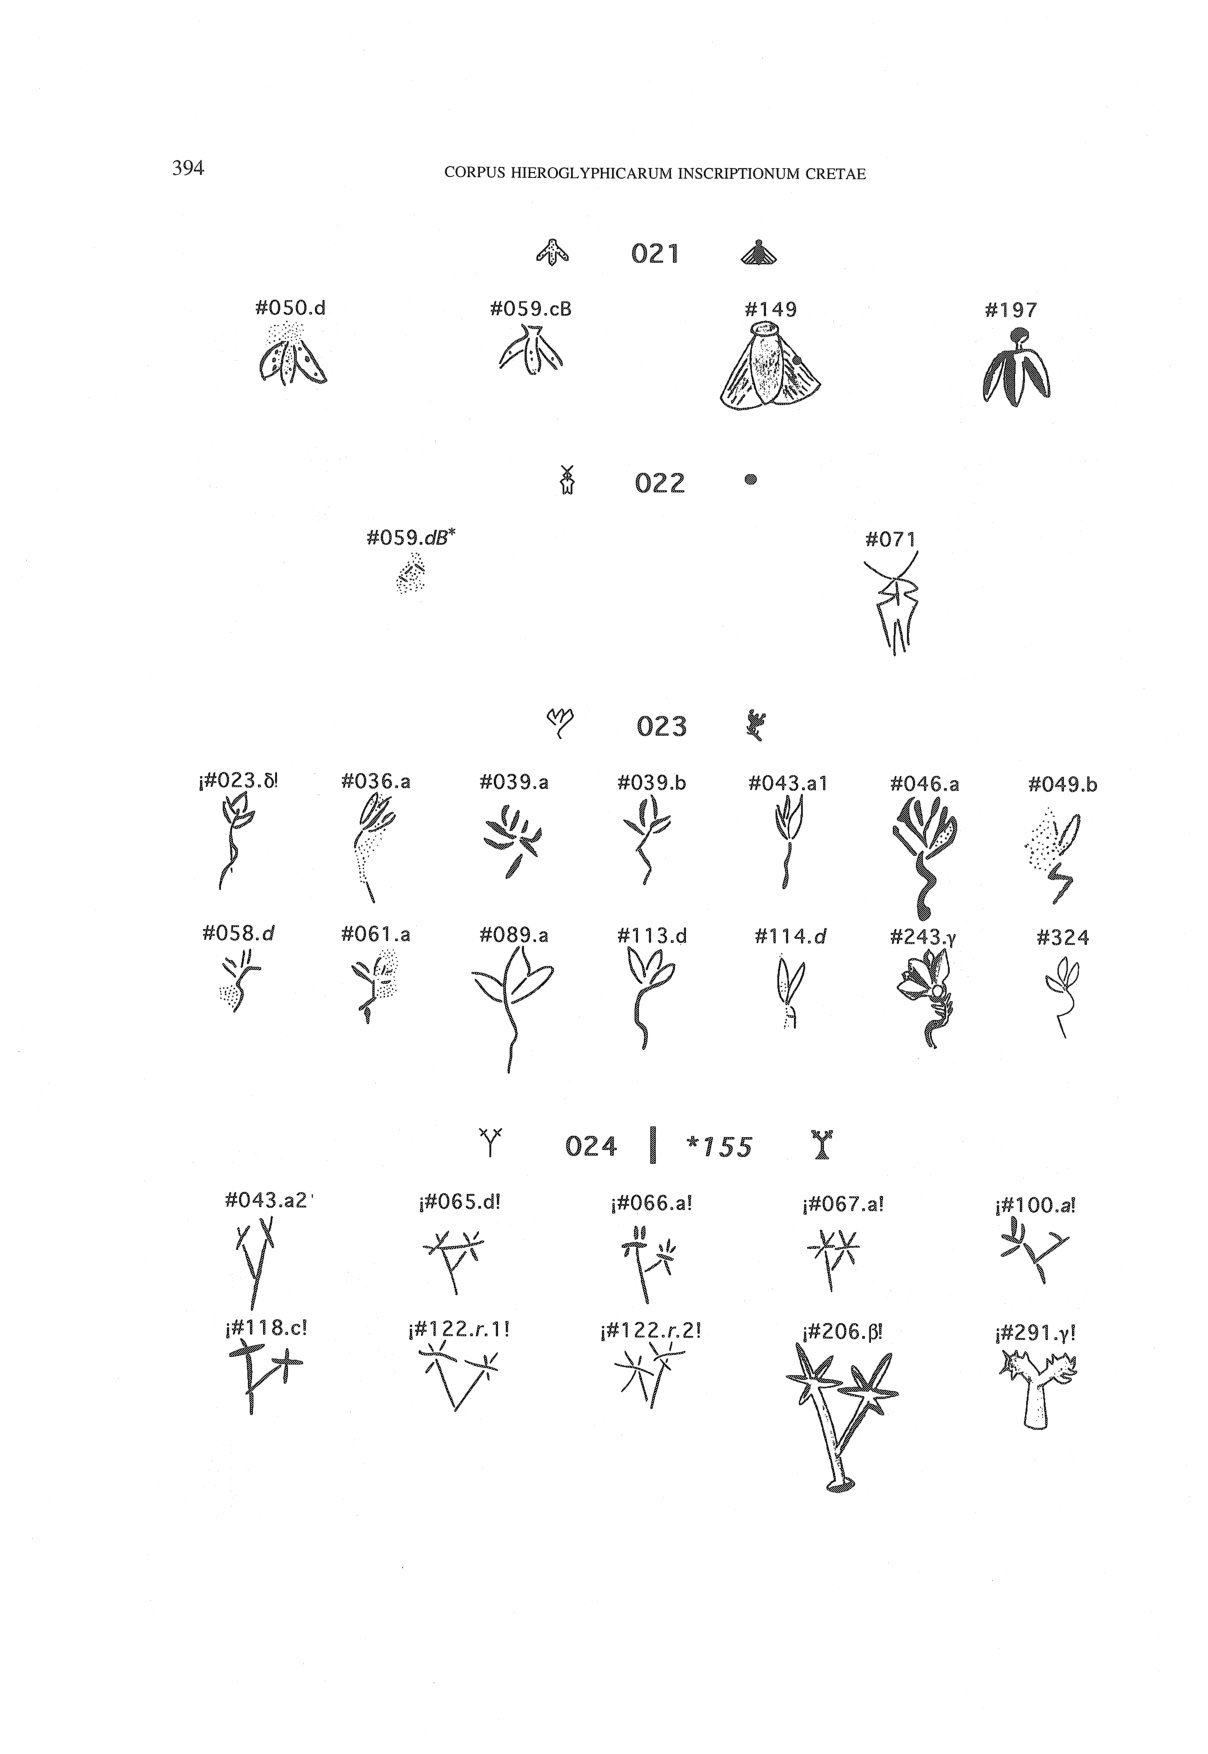 394 CORPUS HIEROGLYPHICARUM INSCRIPTIONUM CRETAE
021
#050.d #059.cB #149 #197
022
#059.dB* #071
023
¡#023.δ! #036.a #039.a #039.b #043.a1 #046.a #049.b
#058.d #061.a #089.a #113.d #114.d #243.γ #324
024 | *155
#043.a2 ¡#065.d! ¡#066.a! ¡#067.a! ¡#100.a!
¡#118.c! ¡#122.r.1! ¡#122.r.2! ¡#206.β! ¡#291.γ!